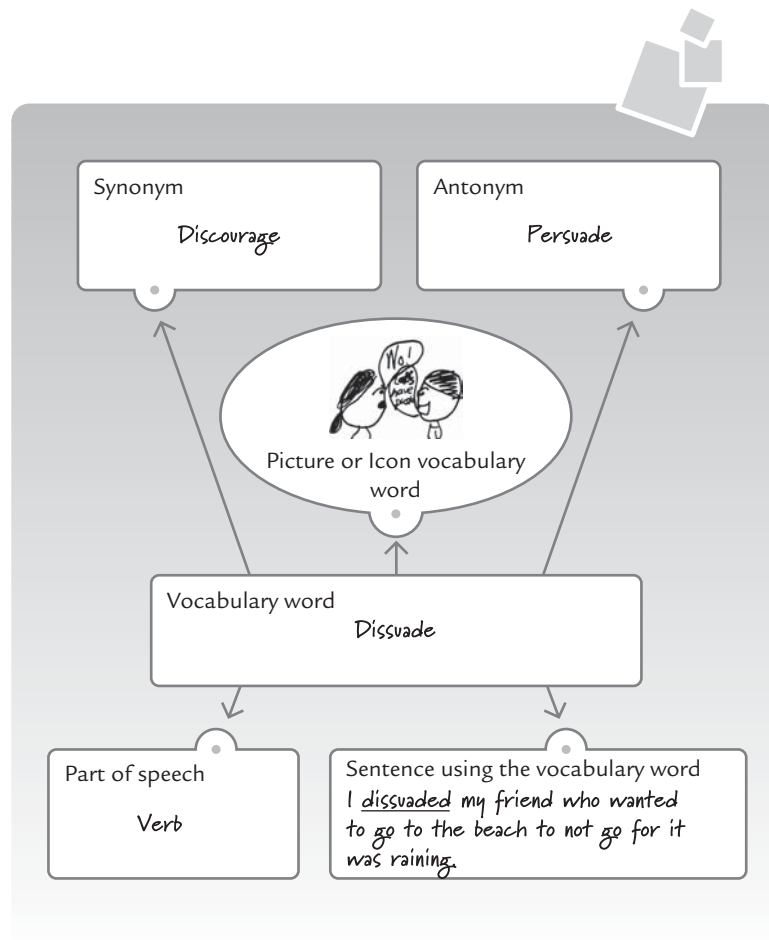 Synonym
Discourage
Antonym
Persuade
No!
have
Picture or Icon vocabulary
word
Vocabulary word
Dissuade
Part of speech
Verb
Sentence using the vocabulary word
I dissuaded my friend who wanted
to go to the beach to not go for it
was raining.